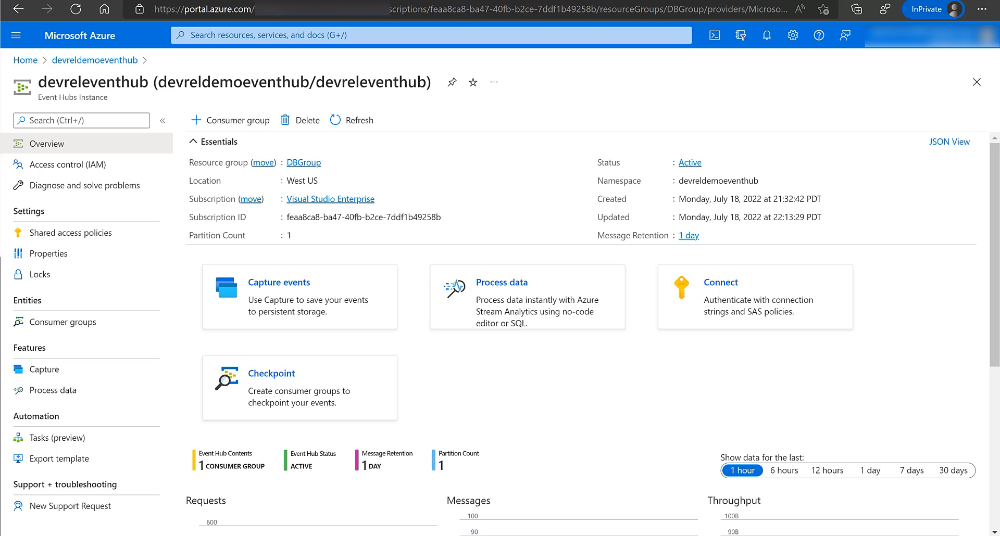 https://portal.azure.com/
scriptions/feaa8ca8-ba47-40fb-b2ce-7ddf1b49258b/resourceGroups/DBGroup/providers/Microso...
InPrivate
Microsoft Azure
Search resources, services, and docs (G+/)
Home > devreldemoeventhub >
devreleventhub (devreldemoeventhub/devreleventhub)
Event Hubs Instance
Search (Ctrl+/)
«
Overview
Access control (IAM)
Diagnose and solve problems
Settings
Shared access policies
Properties
Locks
Entities
Consumer groups
Features
Capture
Process data
Automation
Tasks (preview)
Export template
Support + troubleshooting
New Support Request
Consumer group
Delete
Refresh
Essentials
JSON View
Resource group (move) : DBGroup
Location : West US
Subscription (move) : Visual Studio Enterprise
Subscription ID : feaa8ca8-ba47-40fb-b2ce-7ddf1b49258b
Partition Count : 1
Status : Active
Namespace : devreldemoeventhub
Created : Monday, July 18, 2022 at 21:32:42 PDT
Updated : Monday, July 18, 2022 at 22:13:29 PDT
Message Retention : 1 day
Capture events
Use Capture to save your events
to persistent storage.
Process data
Process data instantly with Azure
Stream Analytics using no-code
editor or SQL.
Connect
Authenticate with connection
strings and SAS policies.
Checkpoint
Create consumer groups to
checkpoint your events.
Event Hub Contents
1 CONSUMER GROUP
Event Hub Status
ACTIVE
Message Retention
1 DAY
Partition Count
1
Show data for the last:
1 hour 6 hours 12 hours 1 day 7 days 30 days
Requests
600
Messages
100
90
Throughput
100B
90B